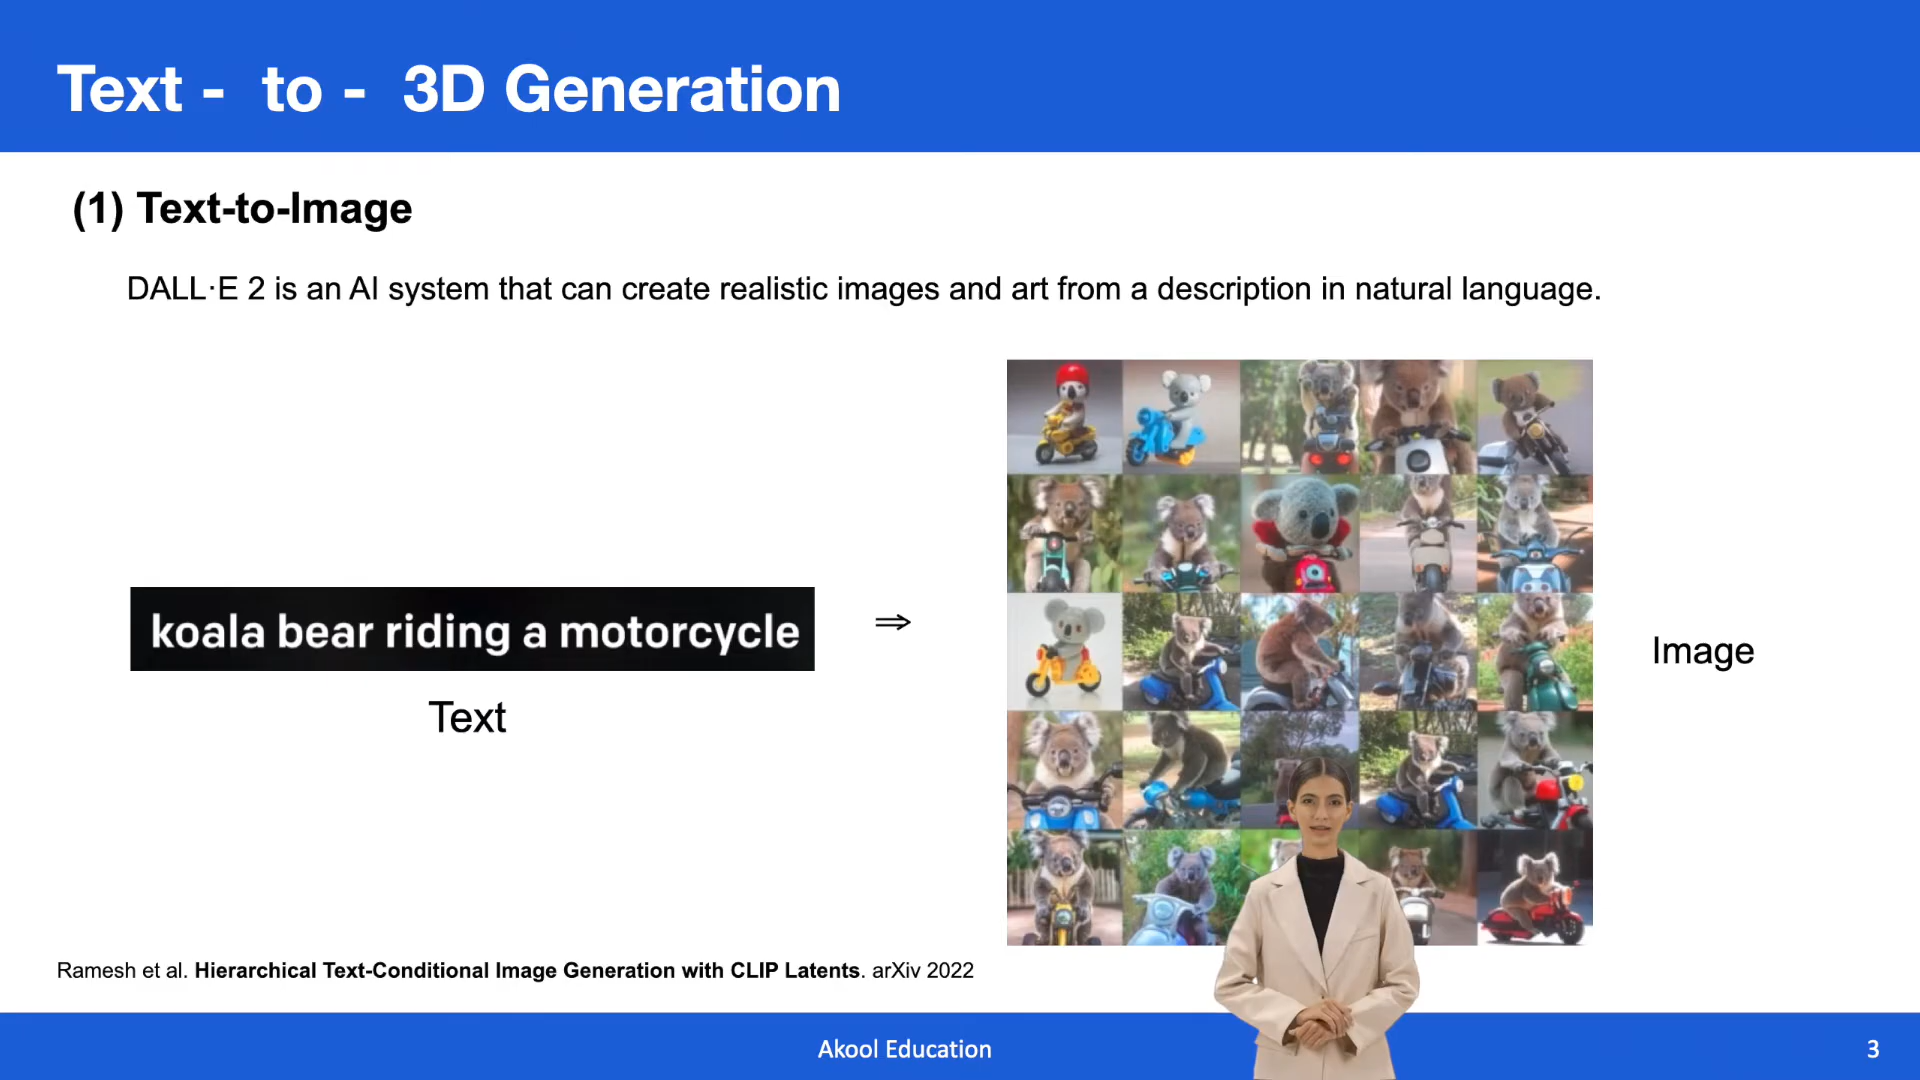 Text -  to -  3D Generation
(1) Text-to-Image
DALL·E 2 is an AI system that can create realistic images and art from a description in natural language.
koala bear riding a motorcycle
⇒
Text
Image
Ramesh et al. Hierarchical Text-Conditional Image Generation with CLIP Latents. arXiv 2022
Akool Education
3